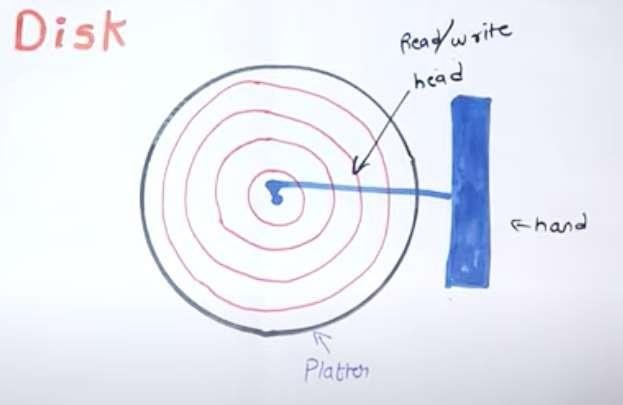 Disk
Read/write
head
hand
Platter